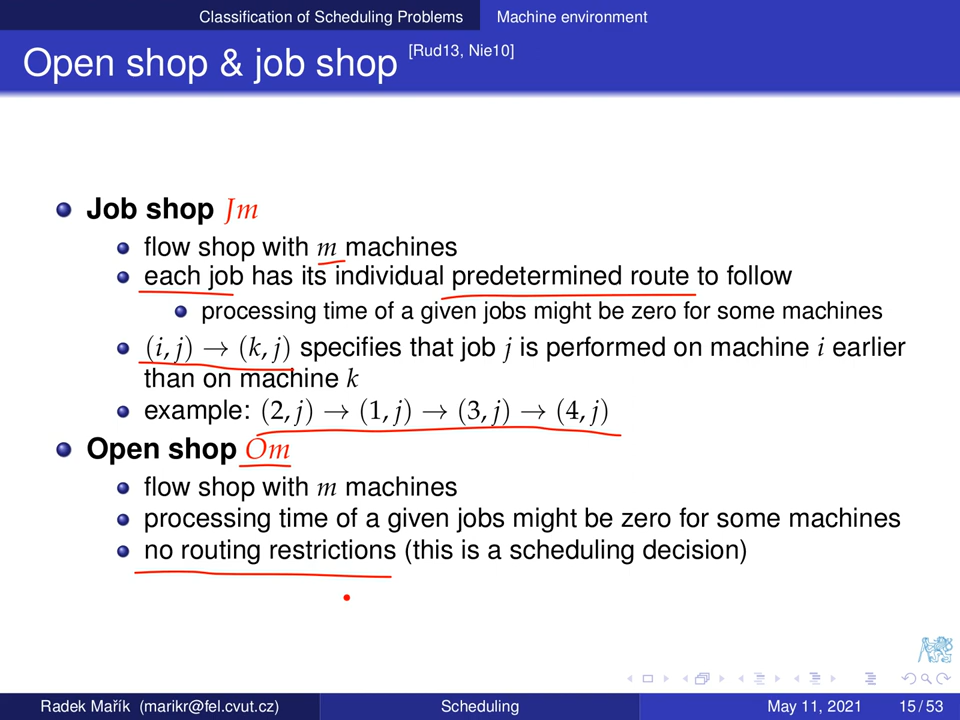 Classification of Scheduling Problems Machine environment
Open shop & job shop [Rud13, Nie10]
Job shop Jm
flow shop with m machines
each job has its individual predetermined route to follow
processing time of a given jobs might be zero for some machines
(i, j) → (k, j) specifies that job j is performed on machine i earlier
than on machine k
example: (2, j) → (1, j) → (3, j) → (4, j)
Open shop Om
flow shop with m machines
processing time of a given jobs might be zero for some machines
no routing restrictions (this is a scheduling decision)
Radek Mařík (marikr@fel.cvut.cz) Scheduling May 11, 2021 15 / 53